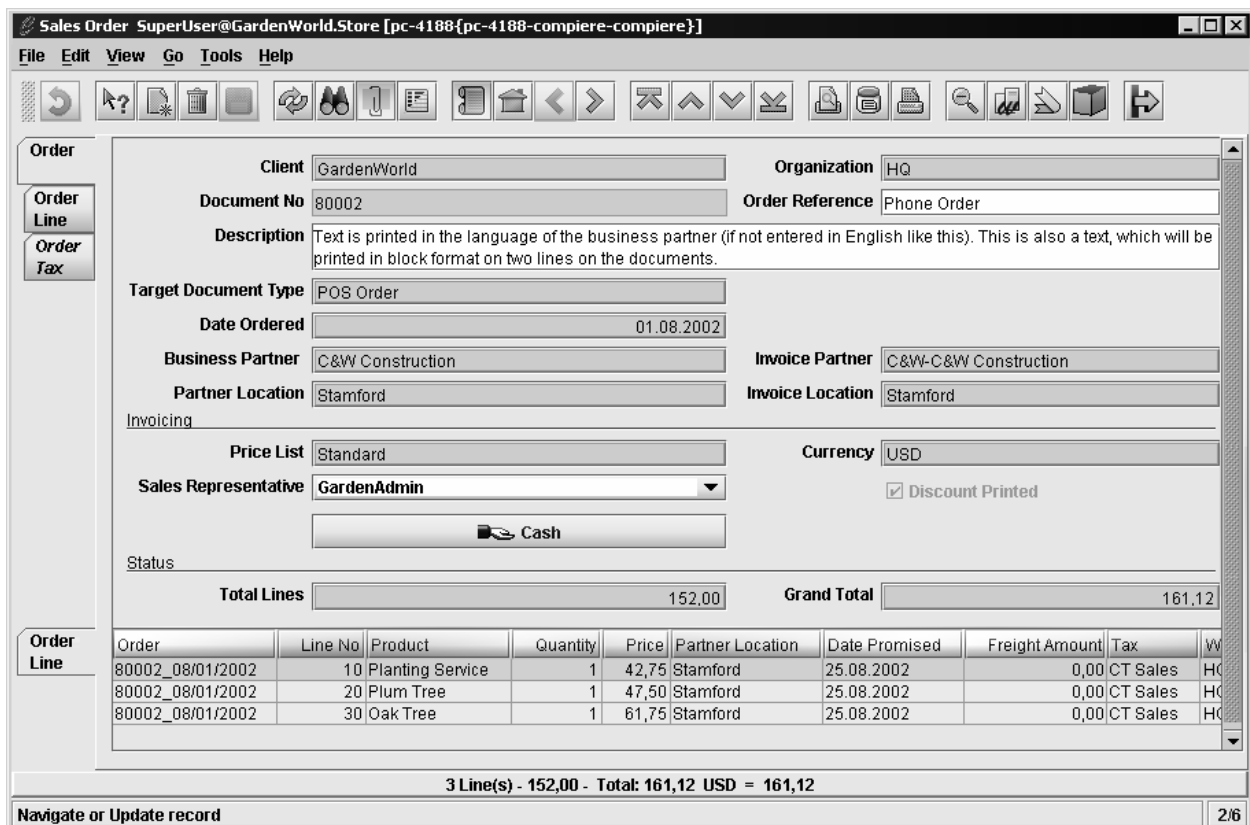 Sales Order SuperUser@GardenWorld.Store [pc-4188{pc-4188-compiere-compiere}]
File Edit View Go Tools Help
Order
Order Line
Order Tax
Client GardenWorld Organization HQ
Document No 80002 Order Reference Phone Order
Description Text is printed in the language of the business partner (if not entered in English like this). This is also a text, which will be
printed in block format on two lines on the documents.
Target Document Type POS Order
Date Ordered 01.08.2002
Business Partner C&W Construction Invoice Partner C&W-C&W Construction
Partner Location Stamford Invoice Location Stamford
Invoicing
Price List Standard Currency USD
Sales Representative GardenAdmin Discount Printed
Cash
Status
Total Lines 152,00 Grand Total 161,12
Order Line
Order Line No Product Quantity Price Partner Location Date Promised Freight Amount Tax W
80002_08/01/2002 10 Planting Service 1 42,75 Stamford 25.08.2002 0,00 CT Sales HQ
80002_08/01/2002 20 Plum Tree 1 47,50 Stamford 25.08.2002 0,00 CT Sales HQ
80002_08/01/2002 30 Oak Tree 1 61,75 Stamford 25.08.2002 0,00 CT Sales HQ
3 Line(s) - 152,00 - Total: 161,12 USD = 161,12
Navigate or Update record 2/6